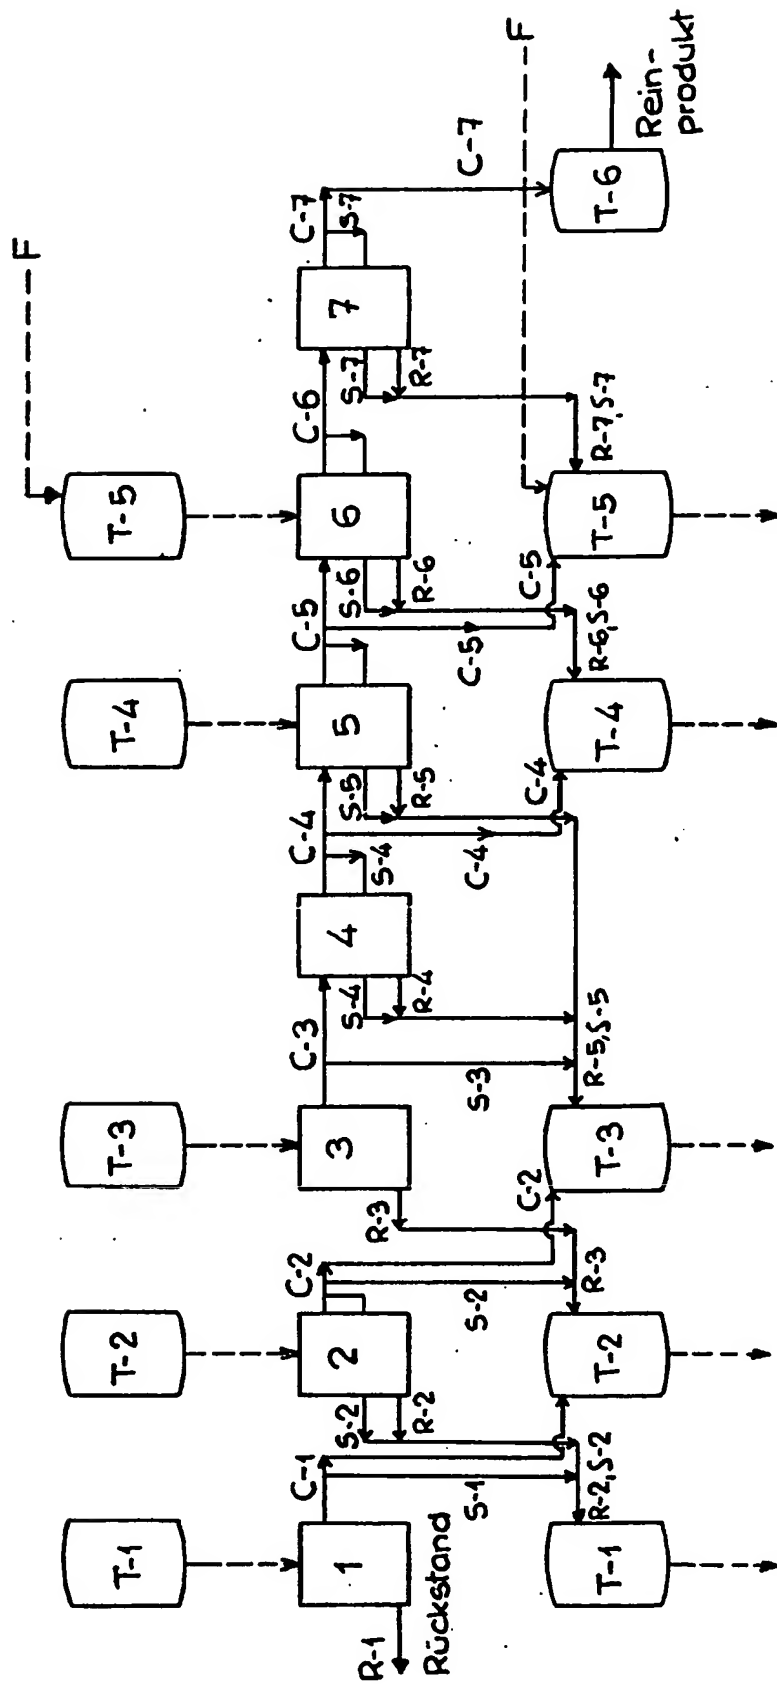 F
T-1
T-2
T-3
T-4
T-5
C-1
C-2
C-3
C-4
C-5
C-6
C-7
1
2
3
4
5
6
7
S-2
S-4
S-4
S-5
S-6
S-7
S-7
R-1
R-2
R-3
R-4
R-5
R-6
R-7
Rückstand
S-1
S-2
S-3
C-4
C-5
C-7
F
C-2
C-4
C-5
T-1
T-2
T-3
T-4
T-5
T-6
R-2,S-2
R-3
R-5,S-5
R-6,S-6
R-7,S-7
Rein-
produkt